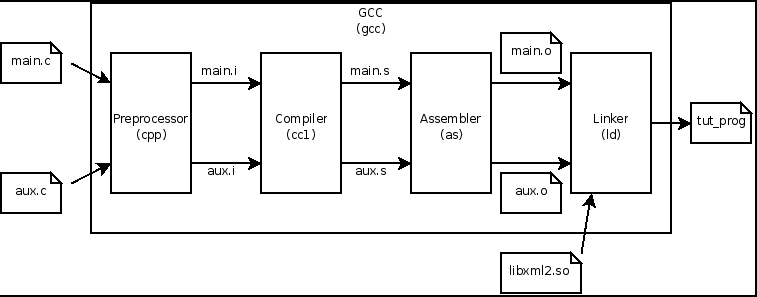 GCC
(gcc)
main.c
main.i
main.s
main.o
Preprocessor
(cpp)
Compiler
(cc1)
Assembler
(as)
Linker
(ld)
tut_prog
aux.c
aux.i
aux.s
aux.o
libxml2.so